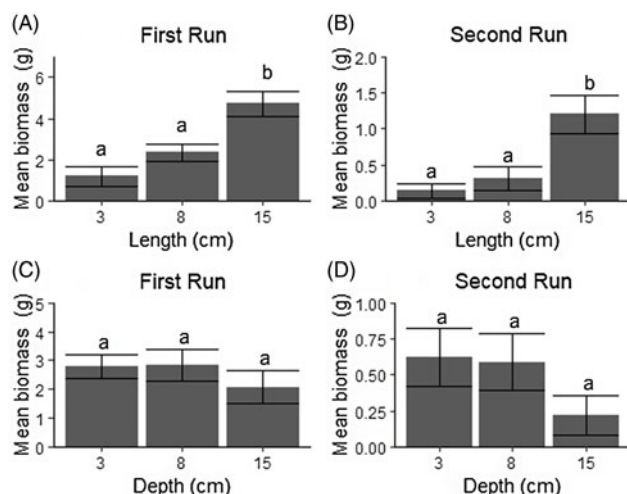 (A)
First Run
Mean biomass (g)
6
4
2
0
a
a
b
3
8
15
Length (cm)
(B)
Second Run
Mean biomass (g)
2.0
1.5
1.0
0.5
0.0
a
a
b
3
8
15
Length (cm)
(C)
First Run
Mean biomass (g)
5
4
3
2
1
0
a
a
a
3
8
15
Depth (cm)
(D)
Second Run
Mean biomass (g)
1.00
0.75
0.50
0.25
0.00
a
a
a
3
8
15
Depth (cm)